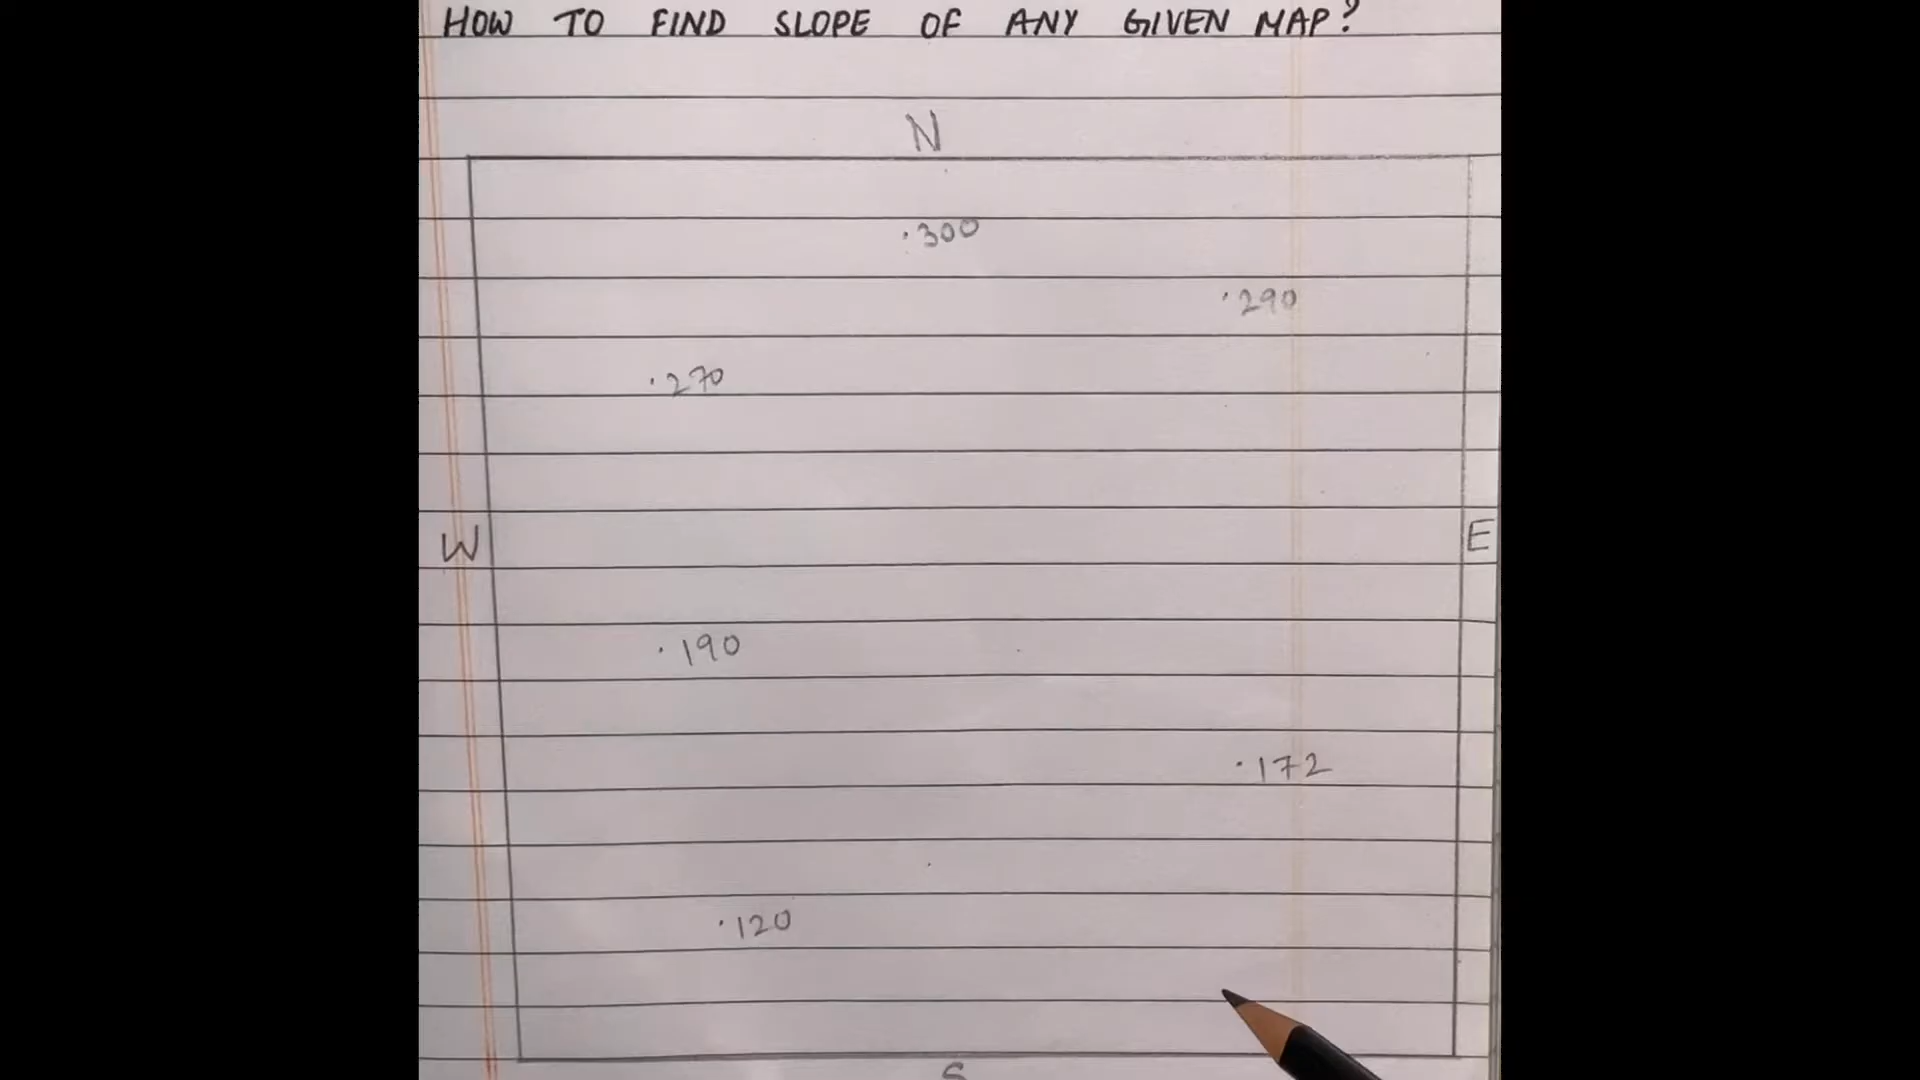 HOW TO FIND SLOPE OF ANY GIVEN MAP?
N
.300
.290
.270
W
E
.190
.172
.120
S